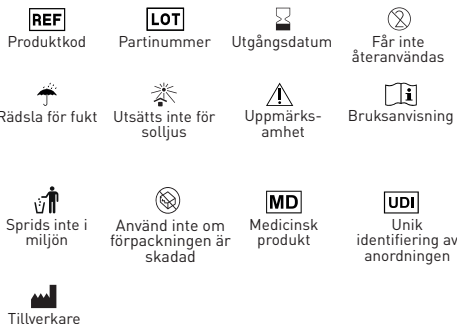 REF
LOT
Produktkod
Partinummer
Utgångsdatum
Får inte
återanvändas
2
Rädsla för fukt
Utsätts inte för
solljus
Uppmärks-
amhet
Bruksanvisning
i
Sprids inte i
miljön
Använd inte om
förpackningen är
skadad
MD
Medicinsk
produkt
UDI
Unik
identifiering av
anordningen
Tillverkare